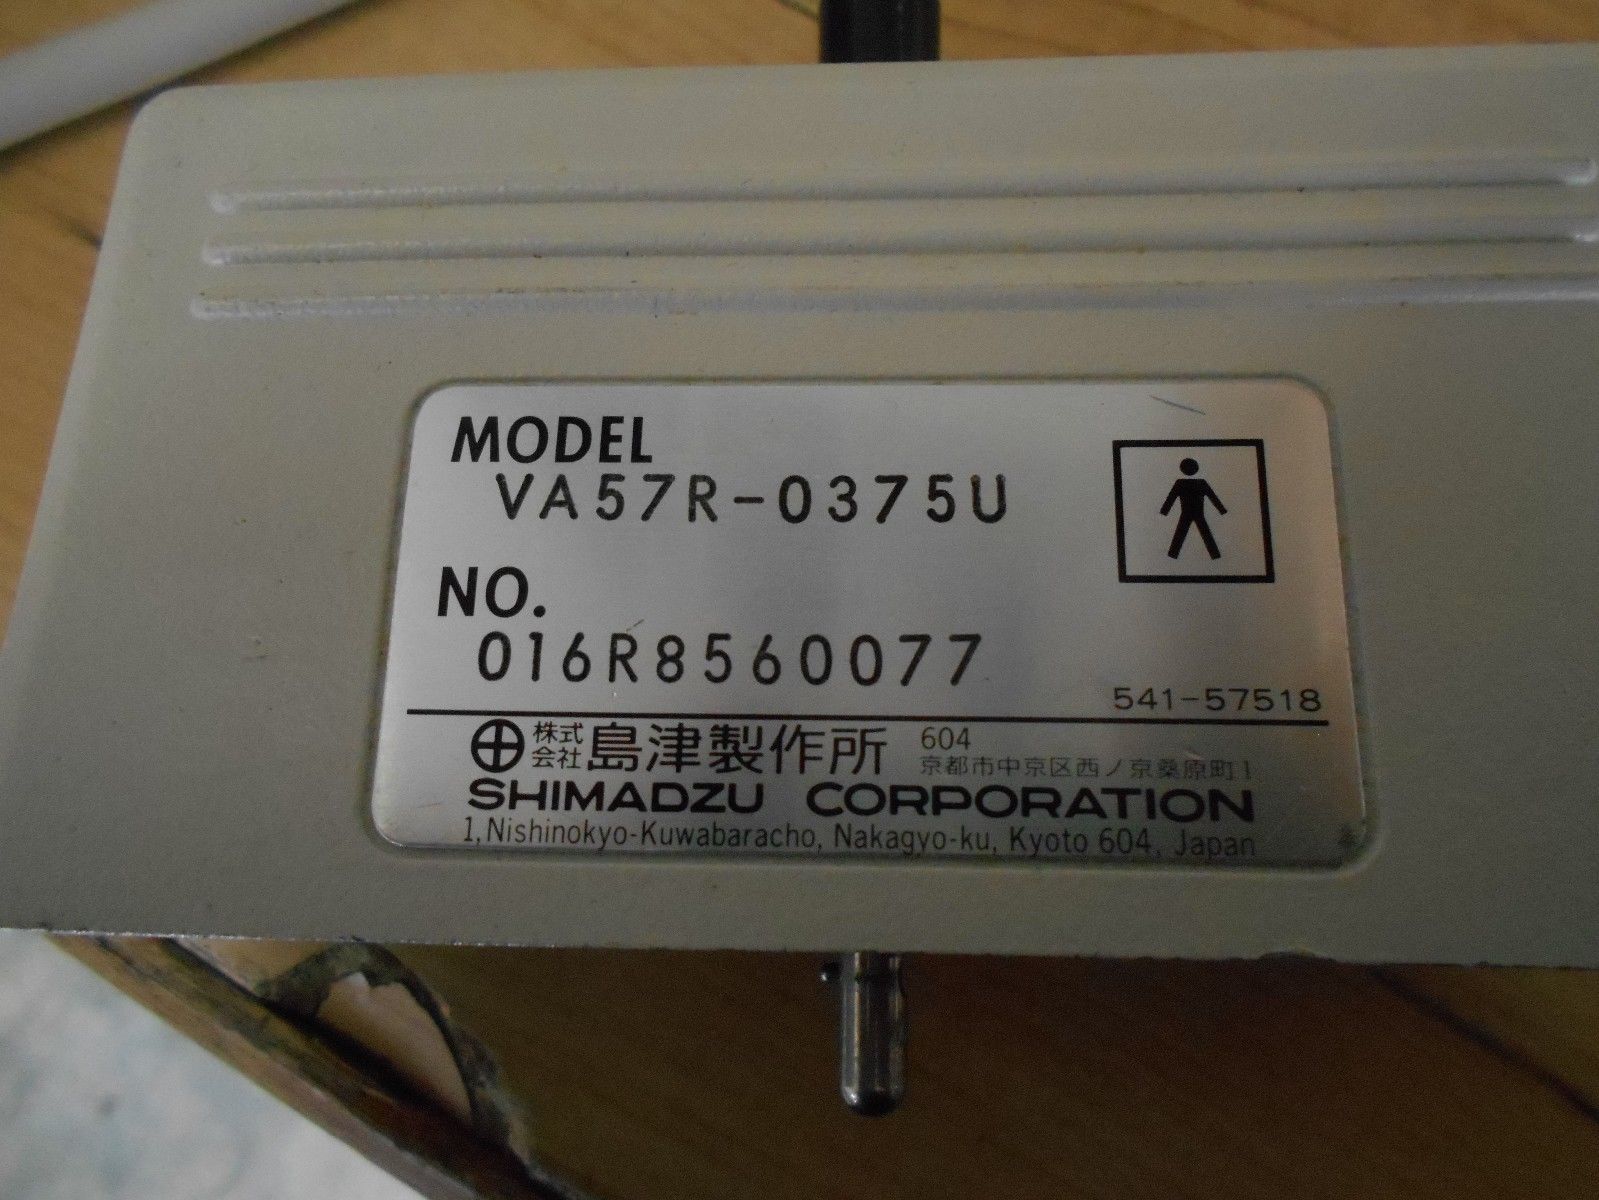 MODEL
VA57R-0375U
NO.
016R8560077
541-57518
株式会社 島津製作所
604
京都市中京区西ノ京桑原町1
SHIMADZU CORPORATION
1, Nishinokyo-Kuwabaracho, Nakagyo-ku, Kyoto 604, Japan